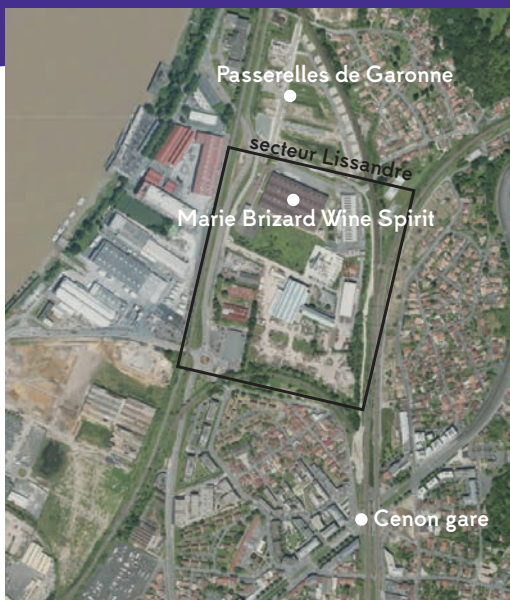 Passerelles de Garonne
secteur Lissandre
Marie Brizard Wine Spirit
Cenon gare